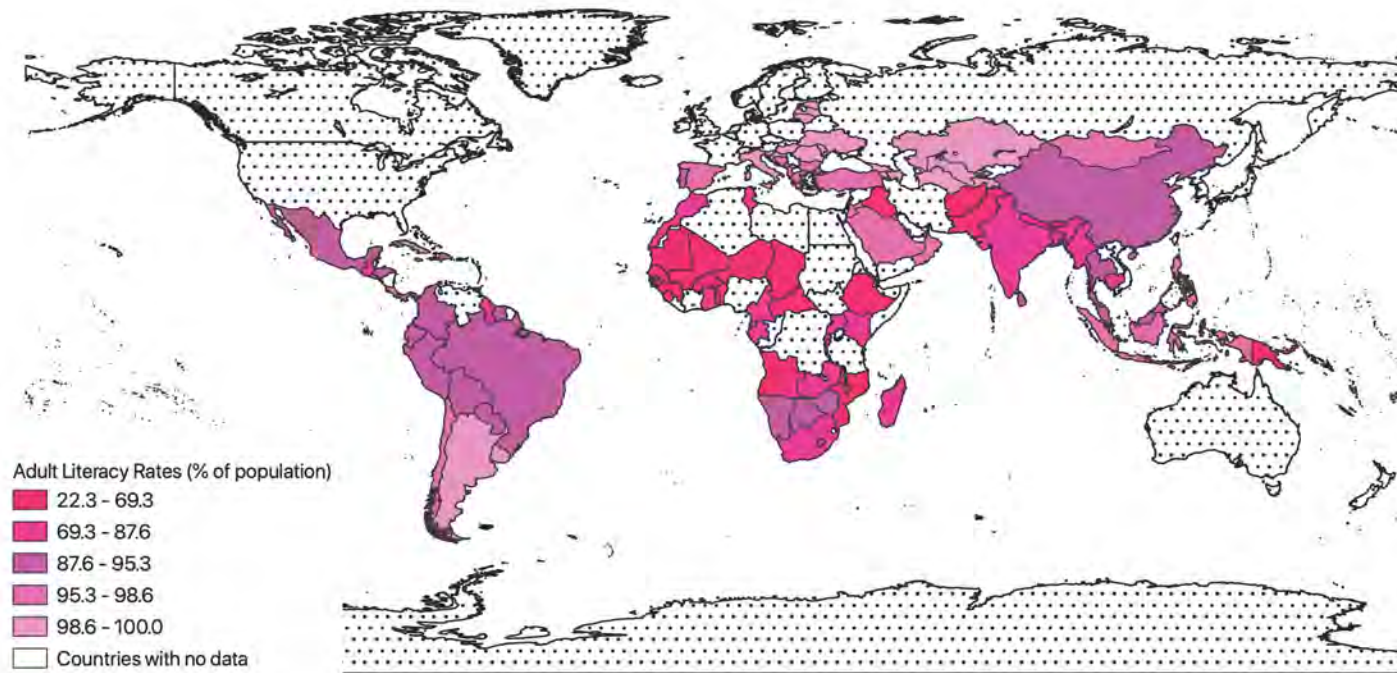 Adult Literacy Rates (% of population)
22.3 - 69.3
69.3 - 87.6
87.6 - 95.3
95.3 - 98.6
98.6 - 100.0
Countries with no data